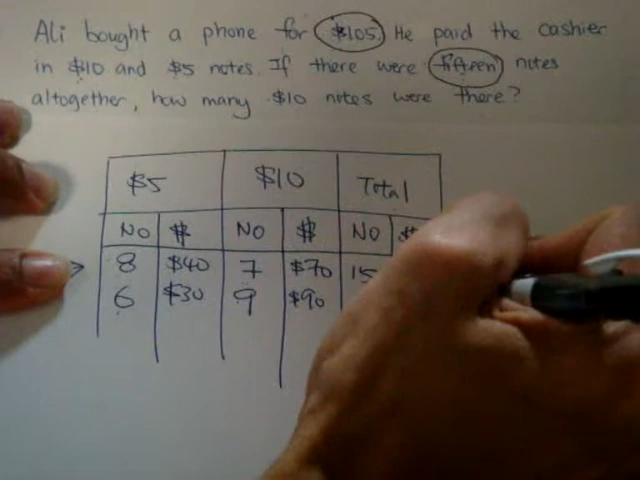 Ali bought a phone for $105. He paid the cashier
in $10 and $5 notes. If there were fifteen notes
altogether, how many $10 notes were there?
$5 $10 Total
NO $ NO $ NO $
8 $40 7 $70 15
6 $30 9 $90